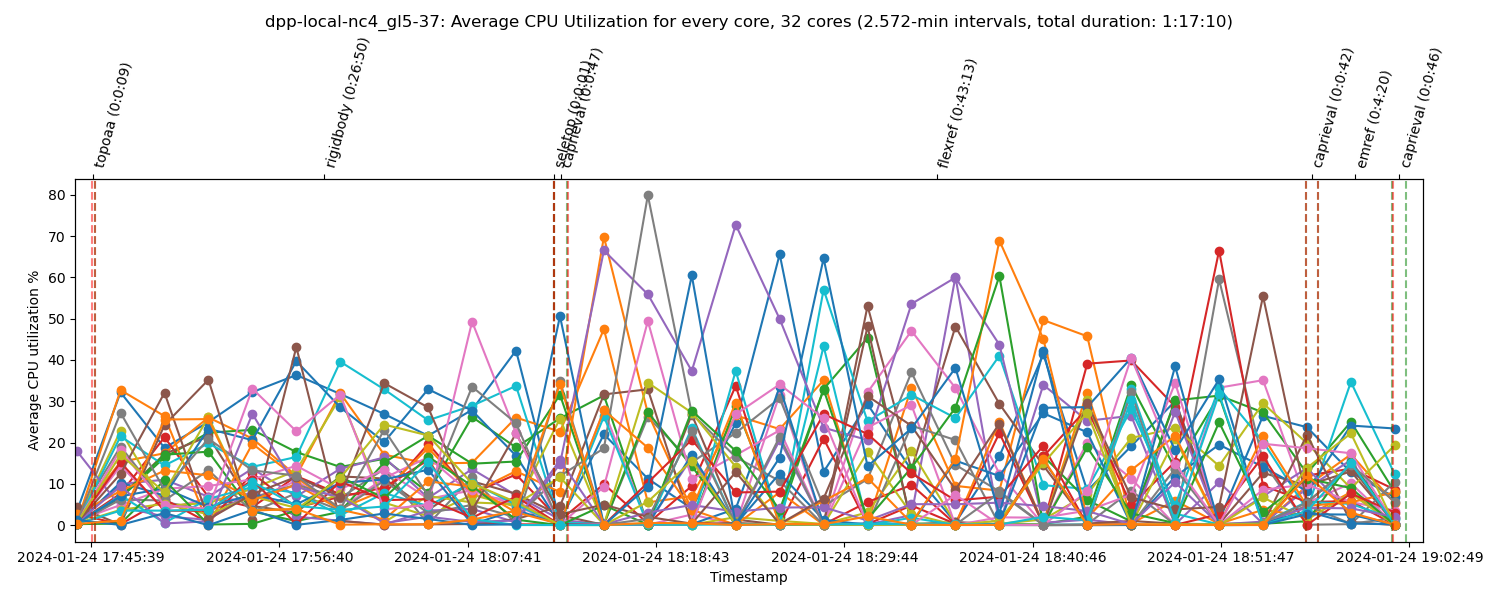 dpp-local-nc4_gl5-37: Average CPU Utilization for every core, 32 cores (2.572-min intervals, total duration: 1:17:10)
topoaa (0:0:09)
rigidbody (0:26:50)
seletop (0:0:01)
caprieval (0:0:47)
flexref (0:43:13)
caprieval (0:0:42)
emref (0:4:20)
caprieval (0:0:46)
Average CPU utilization %
80
70
60
50
40
30
20
10
0
2024-01-24 17:45:39
2024-01-24 17:56:40
2024-01-24 18:07:41
2024-01-24 18:18:43
2024-01-24 18:29:44
2024-01-24 18:40:46
2024-01-24 18:51:47
2024-01-24 19:02:49
Timestamp